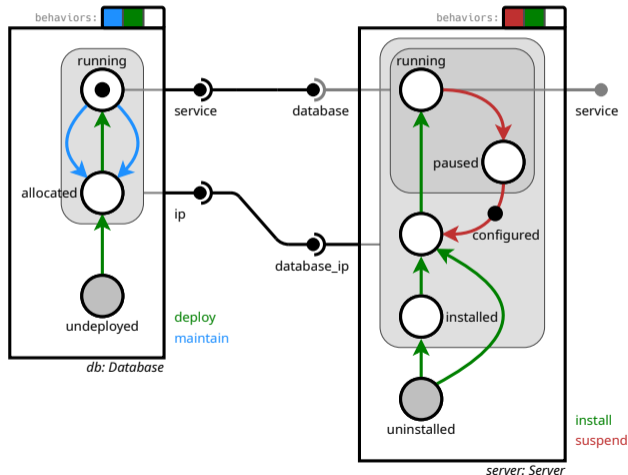 behaviors:
behaviors:
running
running
service
database
service
paused
allocated
ip
configured
database_ip
undeployed
deploy
installed
maintain
db: Database
uninstalled
install
suspend
server: Server